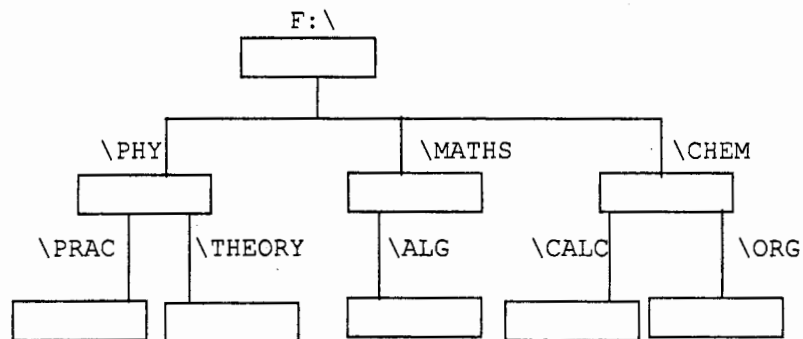 F:\
\PHY \MATHS \CHEM
\PRAC \THEORY \ALG \CALC \ORG